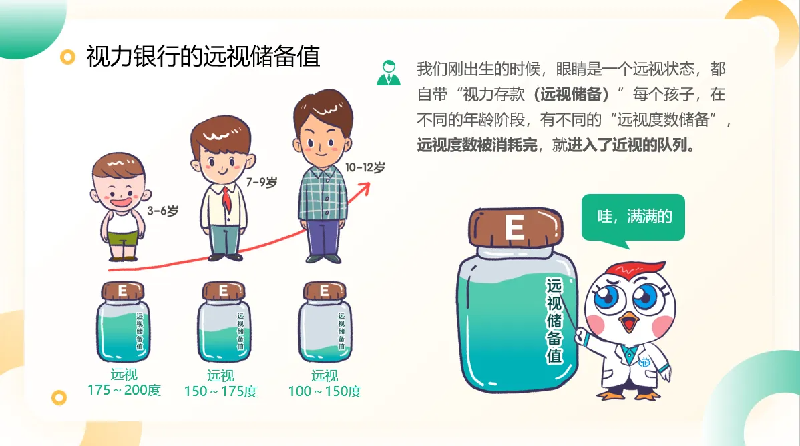 视力银行的远视储备值
我们刚出生的时候，眼睛是一个远视状态，都
自带“视力存款（远视储备）”每个孩子，在
不同的年龄阶段，有不同的“远视度数储备”，
远视度数被消耗完，就进入了近视的队列。
3-6岁
7-9岁
10-12岁
E
远视储备值
远视
175～200度
E
远视储备值
远视
150～175度
E
远视储备值
远视
100～150度
哇，满满的
E
远视储备值